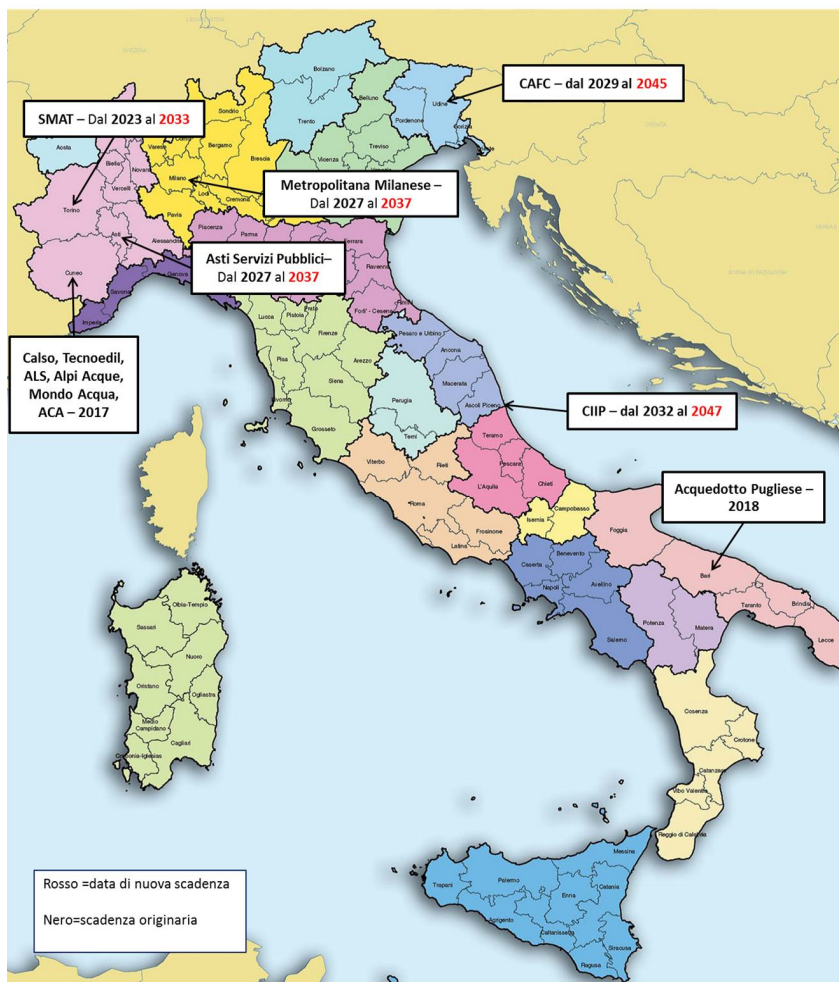 CAFC – dal 2029 al 2045
SMAT – Dal 2023 al 2033
Metropolitana Milanese –
Dal 2027 al 2037
Asti Servizi Pubblici–
Dal 2027 al 2037
Calso, Tecnoedil,
ALS, Alpi Acque,
Mondo Acqua,
ACA – 2017
CIIP – dal 2032 al 2047
Acquedotto Pugliese –
2018
Rosso =data di nuova scadenza
Nero=scadenza originaria
Bolzano
Trento
Belluno
Udine
Pordenone
Gorizia
Treviso
Vicenza
Sondrio
Varese
Bergamo
Brescia
Milano
Lodi
Cremona
Pavia
Aosta
Biella
Novara
Vercelli
Torino
Asti
Alessandria
Cuneo
Savona
Genova
Imperia
Piacenza
Parma
Ferrara
Ravenna
Forli' - Cesena
Rimini
Lucca
Pistoia
Prato
Firenze
Pisa
Arezzo
Siena
Livorno
Grosseto
Pesaro e Urbino
Ancona
Macerata
Ascoli Piceno
Perugia
Terni
Viterbo
Rieti
Roma
Frosinone
Latina
Teramo
Pescara
L'Aquila
Chieti
Isernia
Campobasso
Foggia
Bari
Taranto
Brindisi
Lecce
Caserta
Benevento
Napoli
Avellino
Salerno
Potenza
Matera
Cosenza
Crotone
Catanzaro
Vibo Valentia
Reggio di Calabria
Olbia-Tempio
Sassari
Nuoro
Oristano
Ogliastra
Medio
Campidano
Cagliari
Carbonia-Iglesias
Messina
Palermo
Trapani
Enna
Catania
Agrigento
Caltanissetta
Siracusa
Ragusa